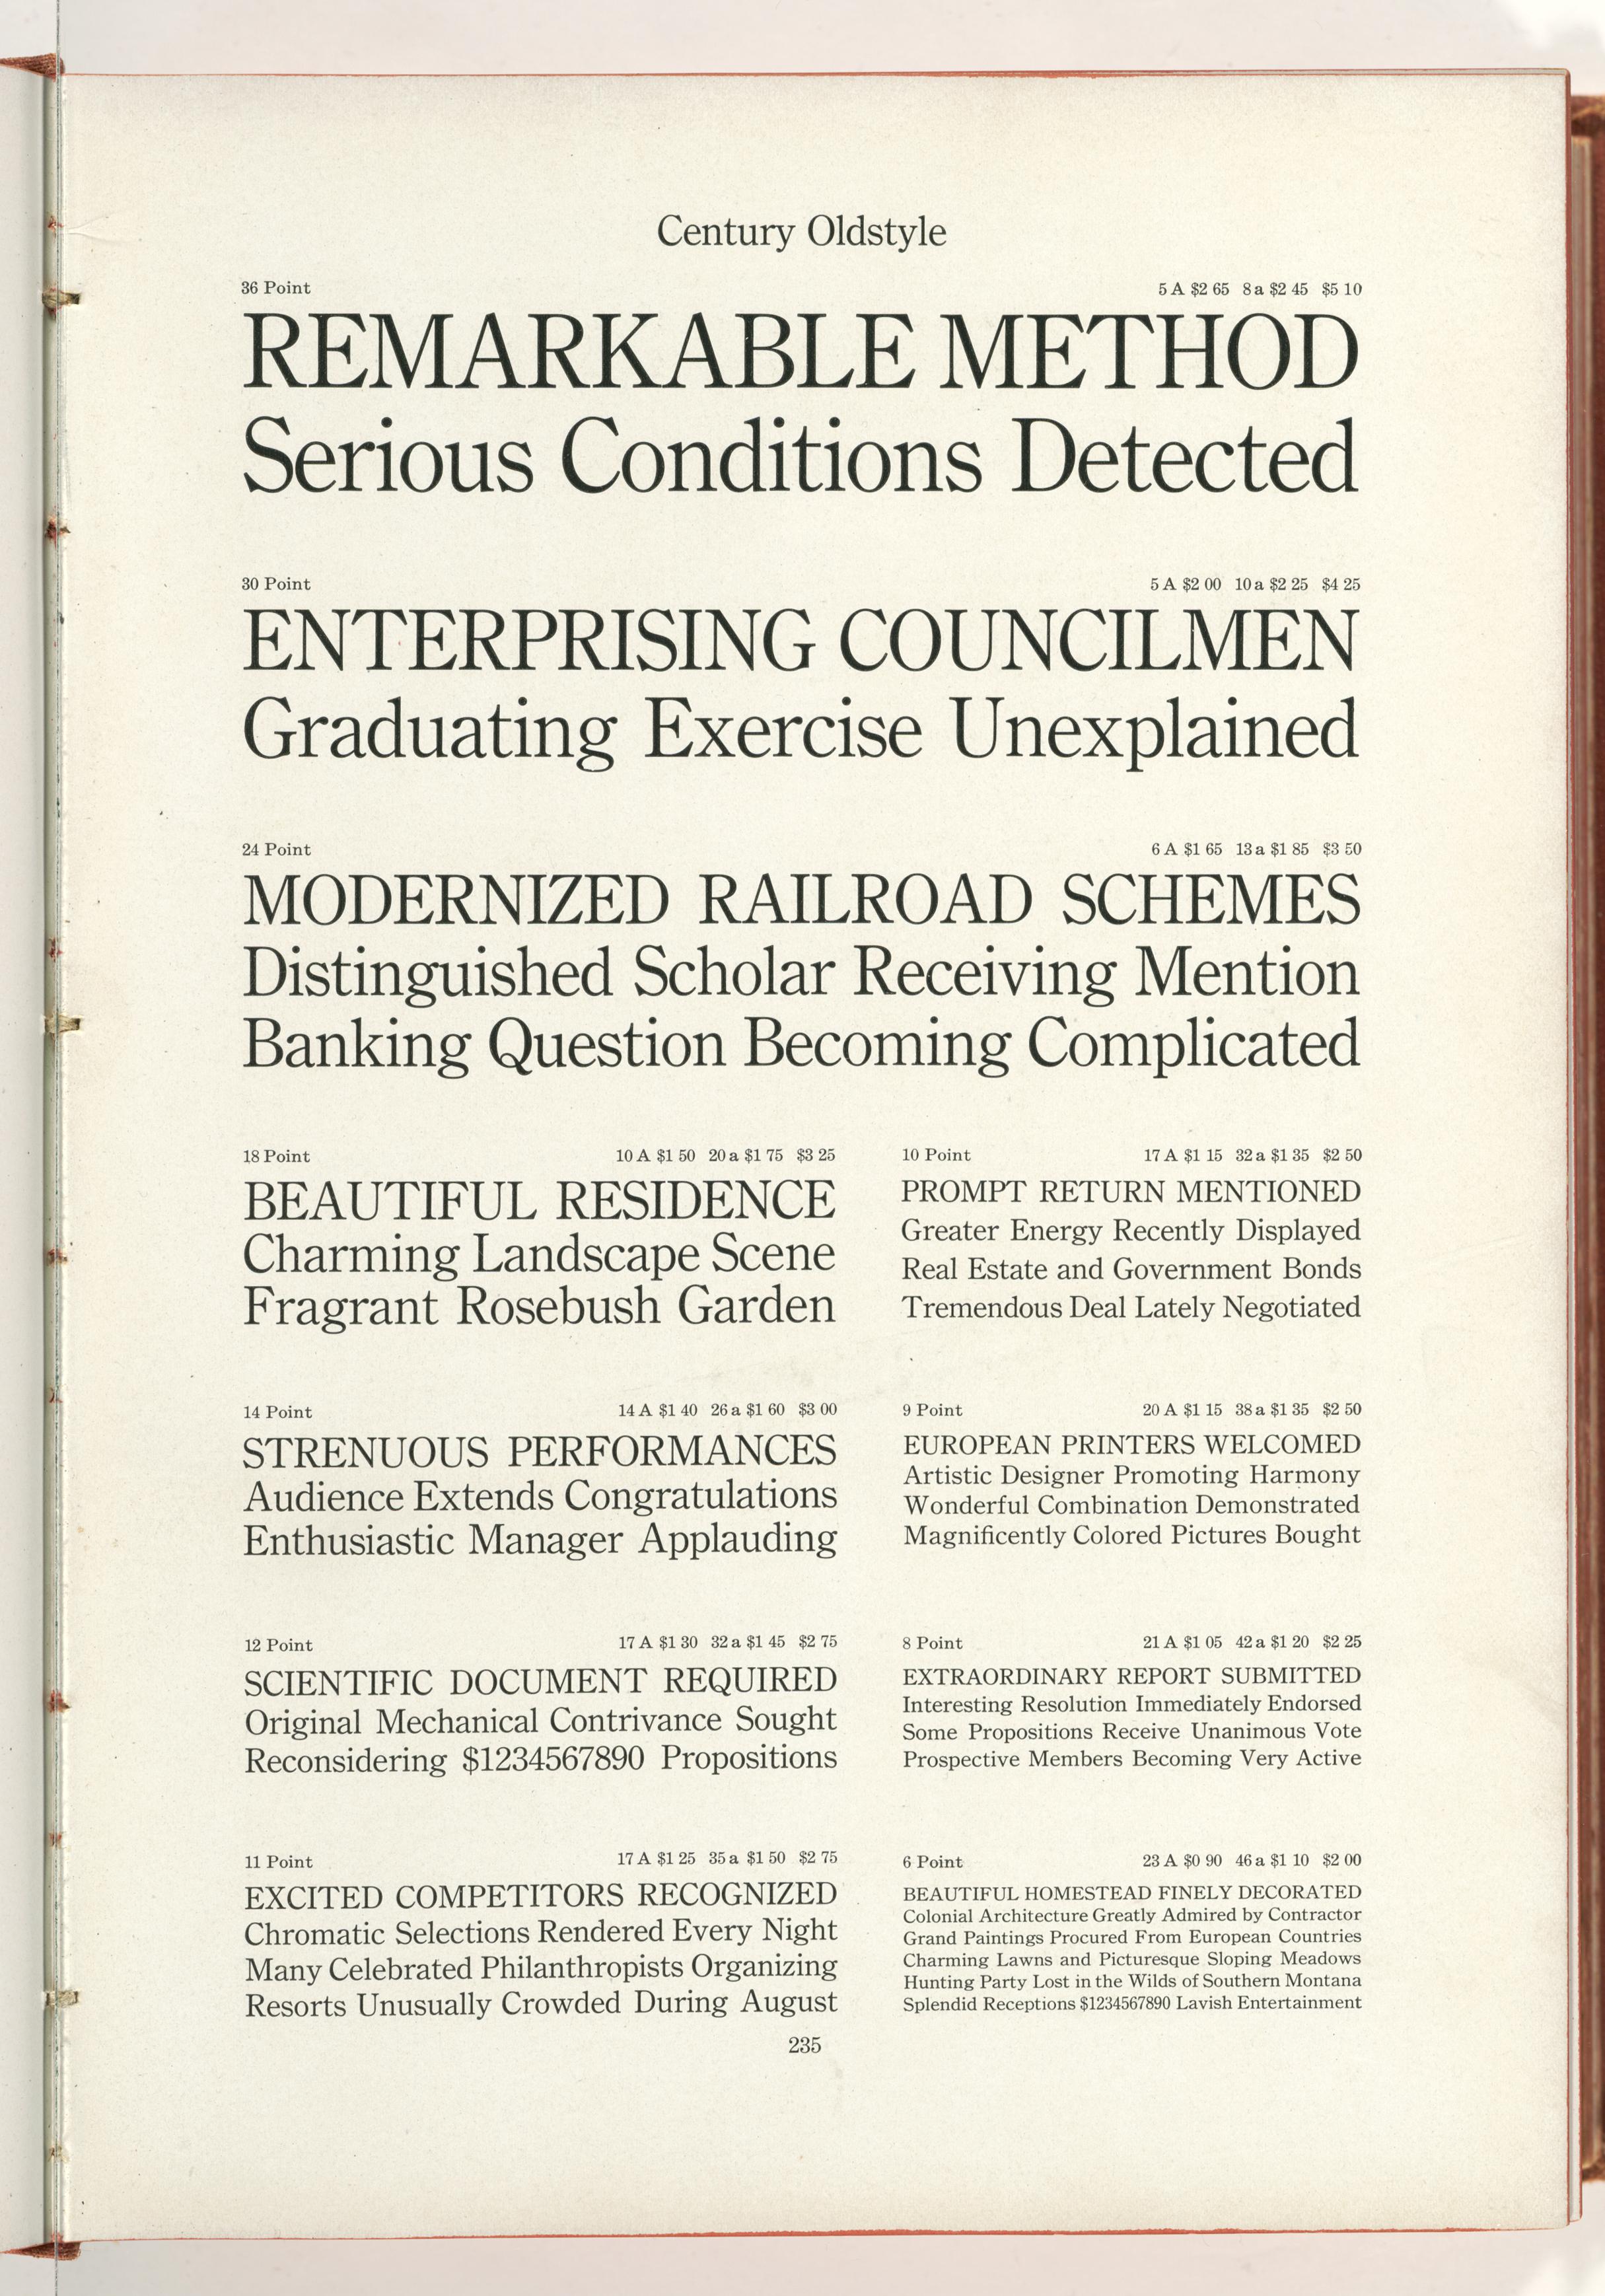 Century Oldstyle
36 Point 5 A $2 65 8 a $2 45 $5 10
REMARKABLE METHOD
Serious Conditions Detected
30 Point 5 A $2 00 10 a $2 25 $4 25
ENTERPRISING COUNCILMEN
Graduating Exercise Unexplained
24 Point 6 A $1 65 13 a $1 85 $3 50
MODERNIZED RAILROAD SCHEMES
Distinguished Scholar Receiving Mention
Banking Question Becoming Complicated
18 Point 10 A $1 50 20 a $1 75 $3 25
BEAUTIFUL RESIDENCE
Charming Landscape Scene
Fragrant Rosebush Garden
14 Point 14 A $1 40 26 a $1 60 $3 00
STRENUOUS PERFORMANCES
Audience Extends Congratulations
Enthusiastic Manager Applauding
12 Point 17 A $1 30 32 a $1 45 $2 75
SCIENTIFIC DOCUMENT REQUIRED
Original Mechanical Contrivance Sought
Reconsidering $1234567890 Propositions
11 Point 17 A $1 25 35 a $1 50 $2 75
EXCITED COMPETITORS RECOGNIZED
Chromatic Selections Rendered Every Night
Many Celebrated Philanthropists Organizing
Resorts Unusually Crowded During August
10 Point 17 A $1 15 32 a $1 35 $2 50
PROMPT RETURN MENTIONED
Greater Energy Recently Displayed
Real Estate and Government Bonds
Tremendous Deal Lately Negotiated
9 Point 20 A $1 15 38 a $1 35 $2 50
EUROPEAN PRINTERS WELCOMED
Artistic Designer Promoting Harmony
Wonderful Combination Demonstrated
Magnificently Colored Pictures Bought
8 Point 21 A $1 05 42 a $1 20 $2 25
EXTRAORDINARY REPORT SUBMITTED
Interesting Resolution Immediately Endorsed
Some Propositions Receive Unanimous Vote
Prospective Members Becoming Very Active
6 Point 23 A $0 90 46 a $1 10 $2 00
BEAUTIFUL HOMESTEAD FINELY DECORATED
Colonial Architecture Greatly Admired by Contractor
Grand Paintings Procured From European Countries
Charming Lawns and Picturesque Sloping Meadows
Hunting Party Lost in the Wilds of Southern Montana
Splendid Receptions $1234567890 Lavish Entertainment
235